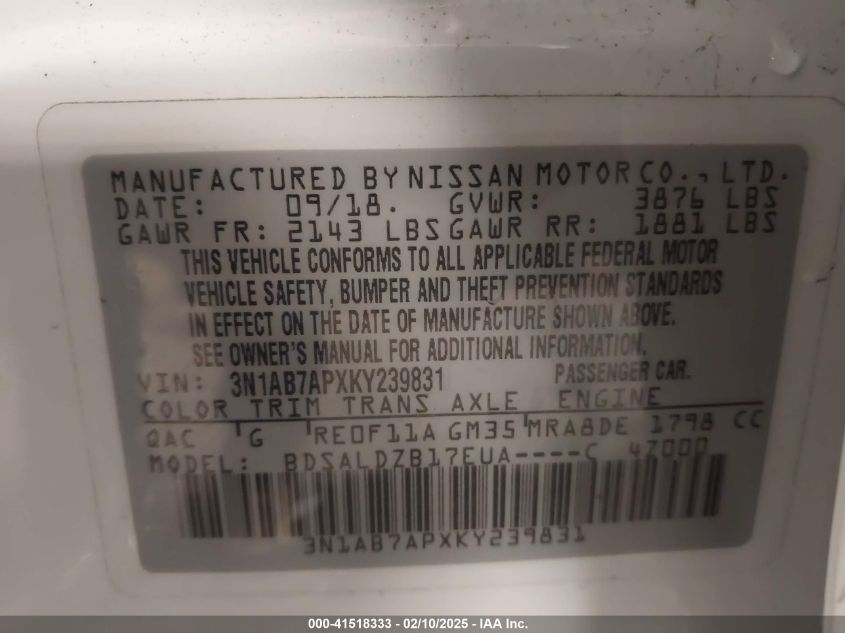 MANUFACTURED BY NISSAN MOTOR CO., LTD.
DATE: 09/18. GVWR: 3876 LBS
GAWR FR: 2143 LBS GAWR RR: 1881 LBS
THIS VEHICLE CONFORMS TO ALL APPLICABLE FEDERAL MOTOR
VEHICLE SAFETY, BUMPER AND THEFT PREVENTION STANDARDS
IN EFFECT ON THE DATE OF MANUFACTURE SHOWN ABOVE.
SEE OWNER'S MANUAL FOR ADDITIONAL INFORMATION.
VIN: 3N1AB7APXKY239831 PASSENGER CAR.
COLOR TRIM TRANS AXLE ENGINE
QAC G RE0F11A GM35 MRA8DE 1798 CC
MODEL: BDSALDZB17EUA----C 4Z000
3N1AB7APXKY239831
000-41518333 - 02/10/2025 - IAA Inc.